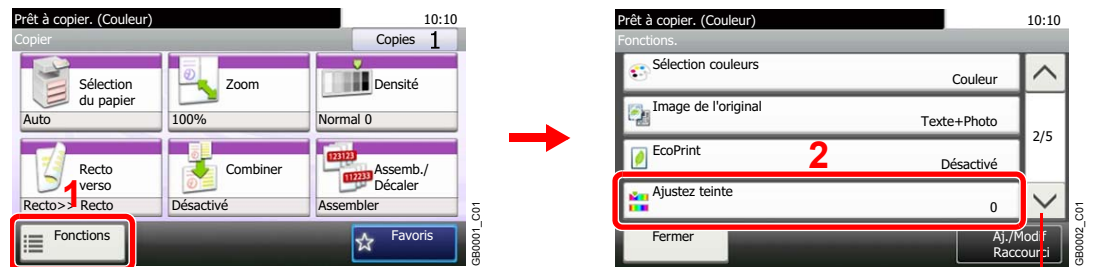 Prêt à copier. (Couleur) 10:10
Copier Copies 1
Sélection
du papier
Auto
Zoom
100%
Densité
Normal 0
Recto
verso
Recto>> Recto
1
Combiner
Désactivé
123123
112233
Assemb./
Décaler
Assembler
Fonctions
Favoris
GB0001_C01
Prêt à copier. (Couleur) 10:10
Fonctions.
Sélection couleurs
Couleur
Image de l'original
Texte+Photo
2/5
EcoPrint
Désactivé
2
Ajustez teinte
0
Fermer
Aj./Modif
Raccourci
GB0002_C01